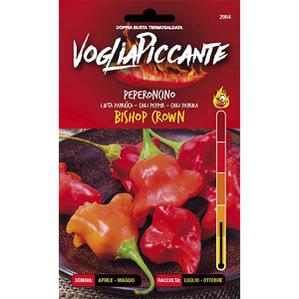 DOPPIA BUSTA TERMOSALDATA
2964
VOGLIAPICCANTE
PEPERONCINO
LJUTA PAPRIČKA – CHILI PEPPER – CHILI PAPRIKA
BISHOP CROWN
SEMINA: APRILE - MAGGIO RACCOLTA: LUGLIO - OTTOBRE